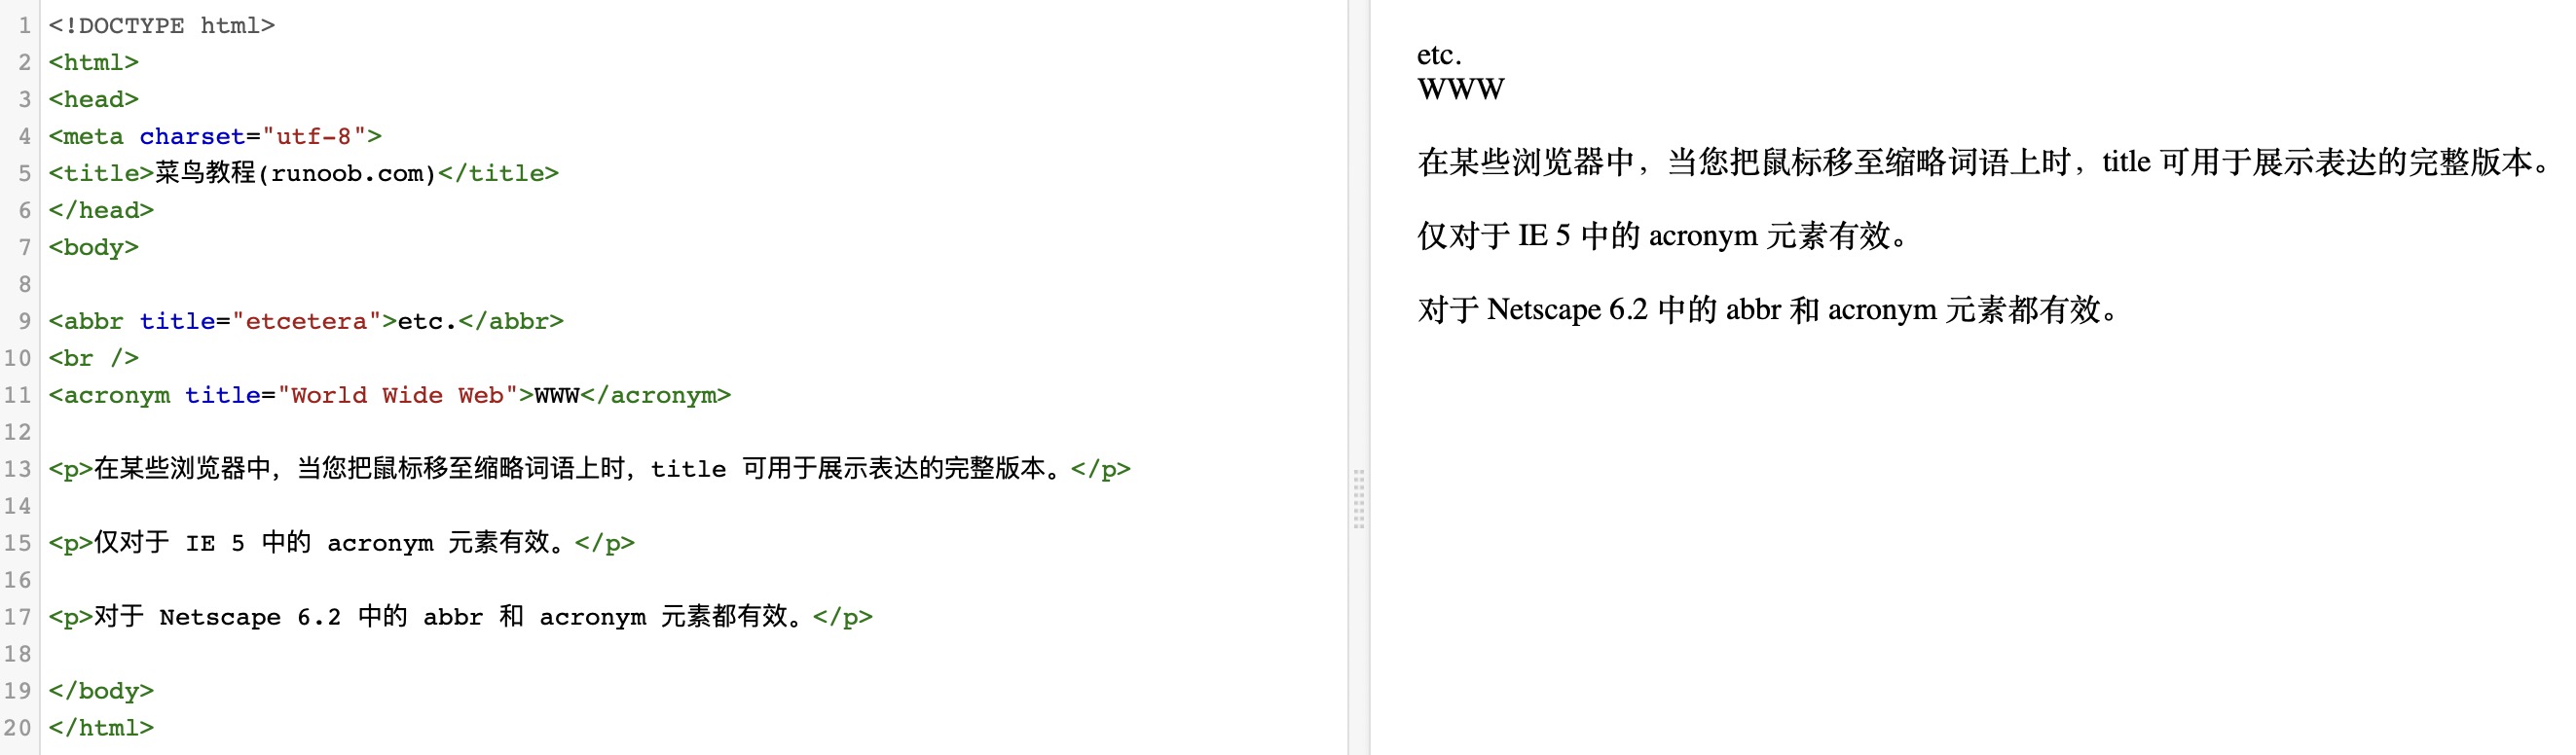 1 <!DOCTYPE html>
2 <html>
3 <head>
4 <meta charset="utf-8">
5 <title>菜鸟教程(runoob.com)</title>
6 </head>
7 <body>
8
9 <abbr title="etcetera">etc.</abbr>
10 <br />
11 <acronym title="World Wide Web">WWW</acronym>
12
13 <p>在某些浏览器中，当您把鼠标移至缩略词语上时，title 可用于展示表达的完整版本。</p>
14
15 <p>仅对于 IE 5 中的 acronym 元素有效。</p>
16
17 <p>对于 Netscape 6.2 中的 abbr 和 acronym 元素都有效。</p>
18
19 </body>
20 </html>
etc.
WWW
在某些浏览器中，当您把鼠标移至缩略词语上时，title 可用于展示表达的完整版本。
仅对于 IE 5 中的 acronym 元素有效。
对于 Netscape 6.2 中的 abbr 和 acronym 元素都有效。